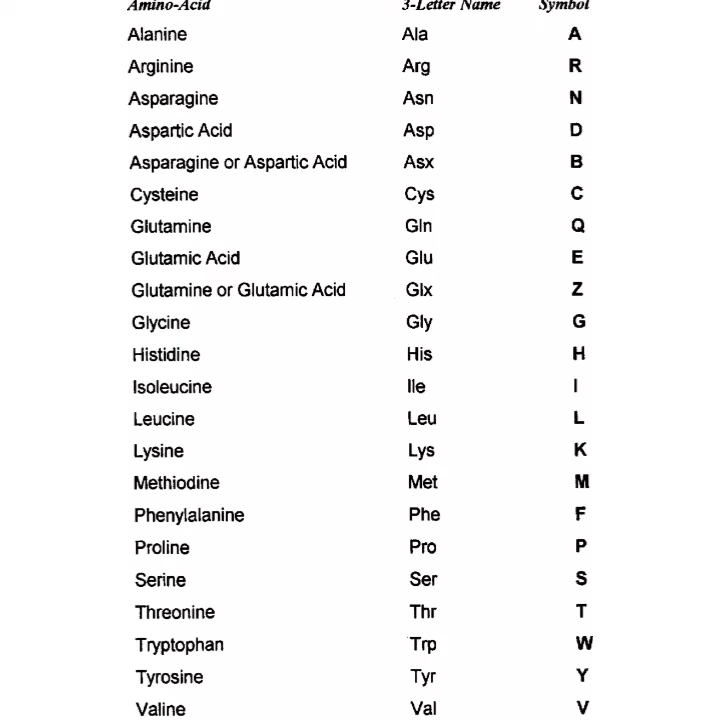 Amino-Acid 3-Letter Name Symbol
Alanine Ala A
Arginine Arg R
Asparagine Asn N
Aspartic Acid Asp D
Asparagine or Aspartic Acid Asx B
Cysteine Cys C
Glutamine Gln Q
Glutamic Acid Glu E
Glutamine or Glutamic Acid Glx Z
Glycine Gly G
Histidine His H
Isoleucine Ile I
Leucine Leu L
Lysine Lys K
Methiodine Met M
Phenylalanine Phe F
Proline Pro P
Serine Ser S
Threonine Thr T
Tryptophan Trp W
Tyrosine Tyr Y
Valine Val V